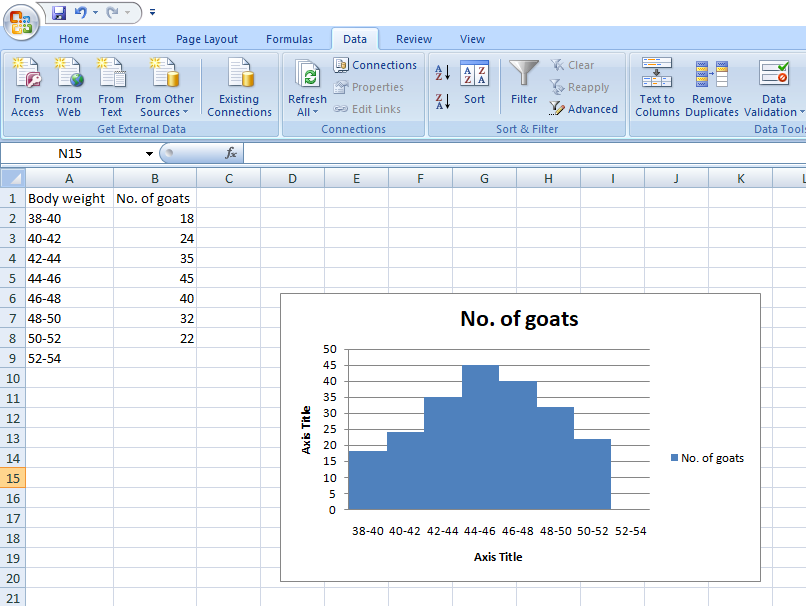 Home Insert Page Layout Formulas Data Review View
From Access
From Web
From Text
From Other Sources
Existing Connections
Get External Data
Refresh All
Connections
Properties
Edit Links
Connections
A Z
Z A
A Z Z A
Sort
Filter
Clear
Reapply
Advanced
Sort & Filter
Text to Columns
Remove Duplicates
Data Validation
Data Tools
N15 fx
A B C D E F G H I J K L
1 Body weight No. of goats
2 38-40 18
3 40-42 24
4 42-44 35
5 44-46 45
6 46-48 40
7 48-50 32
8 50-52 22
9 52-54
10
11
12
13
14
15
16
17
18
19
20
21
No. of goats
50
45
40
35
30
25
20
15
10
5
0
Axis Title
38-40 40-42 42-44 44-46 46-48 48-50 50-52 52-54
Axis Title
No. of goats